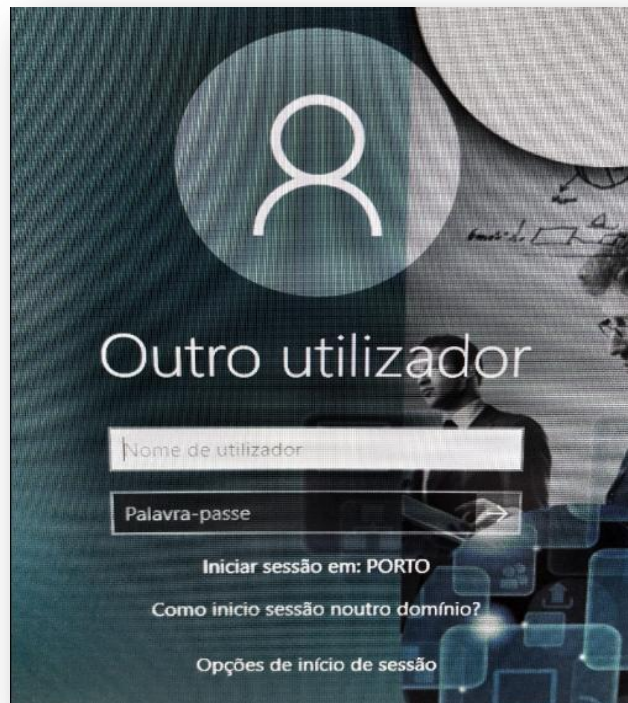 Outro utilizador
Nome de utilizador
Palavra-passe
Iniciar sessão em: PORTO
Como inicio sessão noutro domínio?
Opções de início de sessão